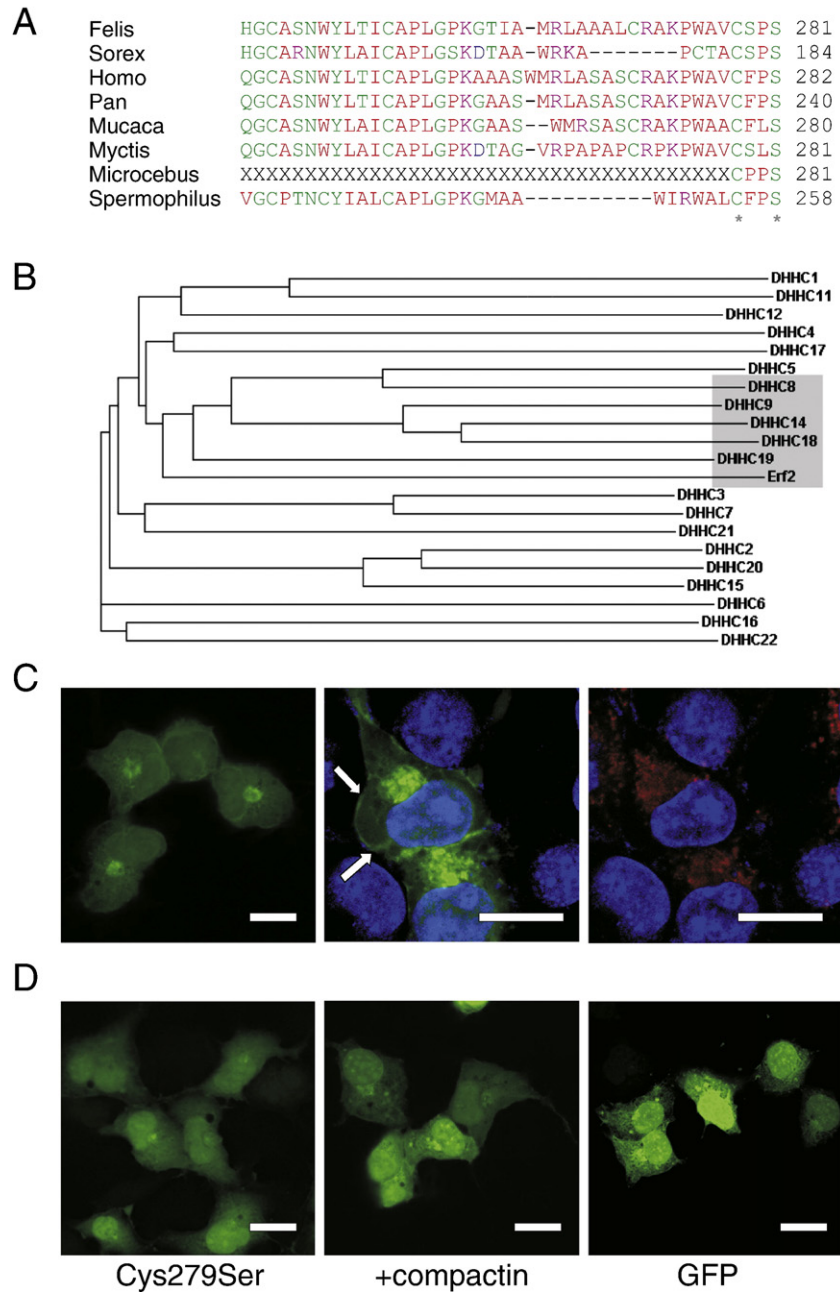 A
Felis HGCASNWYLTICAPLGPKGTIA-MRLAAALCRAKPWAVCSPS 281
Sorex HGCARNWYLAICAPLGSKDTAA-WRKA-------PCTACSPS 184
Homo QGCASNWYLTICAPLGPKAAASWMRLASASCRAKPWAVCFPS 282
Pan QGCASNWYLAICAPLGPKGAAS-MRLASASCRAKPWAVCFPS 240
Mucaca QGCASNWYLAICAPLGPKGAAS--WMRSASCRAKPWAACFLS 280
Myctis QGCASNWYLAICAPLGPKDTAG-VRPAPAPCRPKPWAVCSLS 281
Microcebus XXXXXXXXXXXXXXXXXXXXXXXXXXXXXXXXXXXXXXCPPS 281
Spermophilus VGCPTNCYIALCAPLGPKGMAA----------WIRWALCFPS 258
* *
B
DHHC1
DHHC11
DHHC12
DHHC4
DHHC17
DHHC5
DHHC8
DHHC9
DHHC14
DHHC18
DHHC19
Erf2
DHHC3
DHHC7
DHHC21
DHHC2
DHHC20
DHHC15
DHHC6
DHHC16
DHHC22
C
D
Cys279Ser
+compactin
GFP